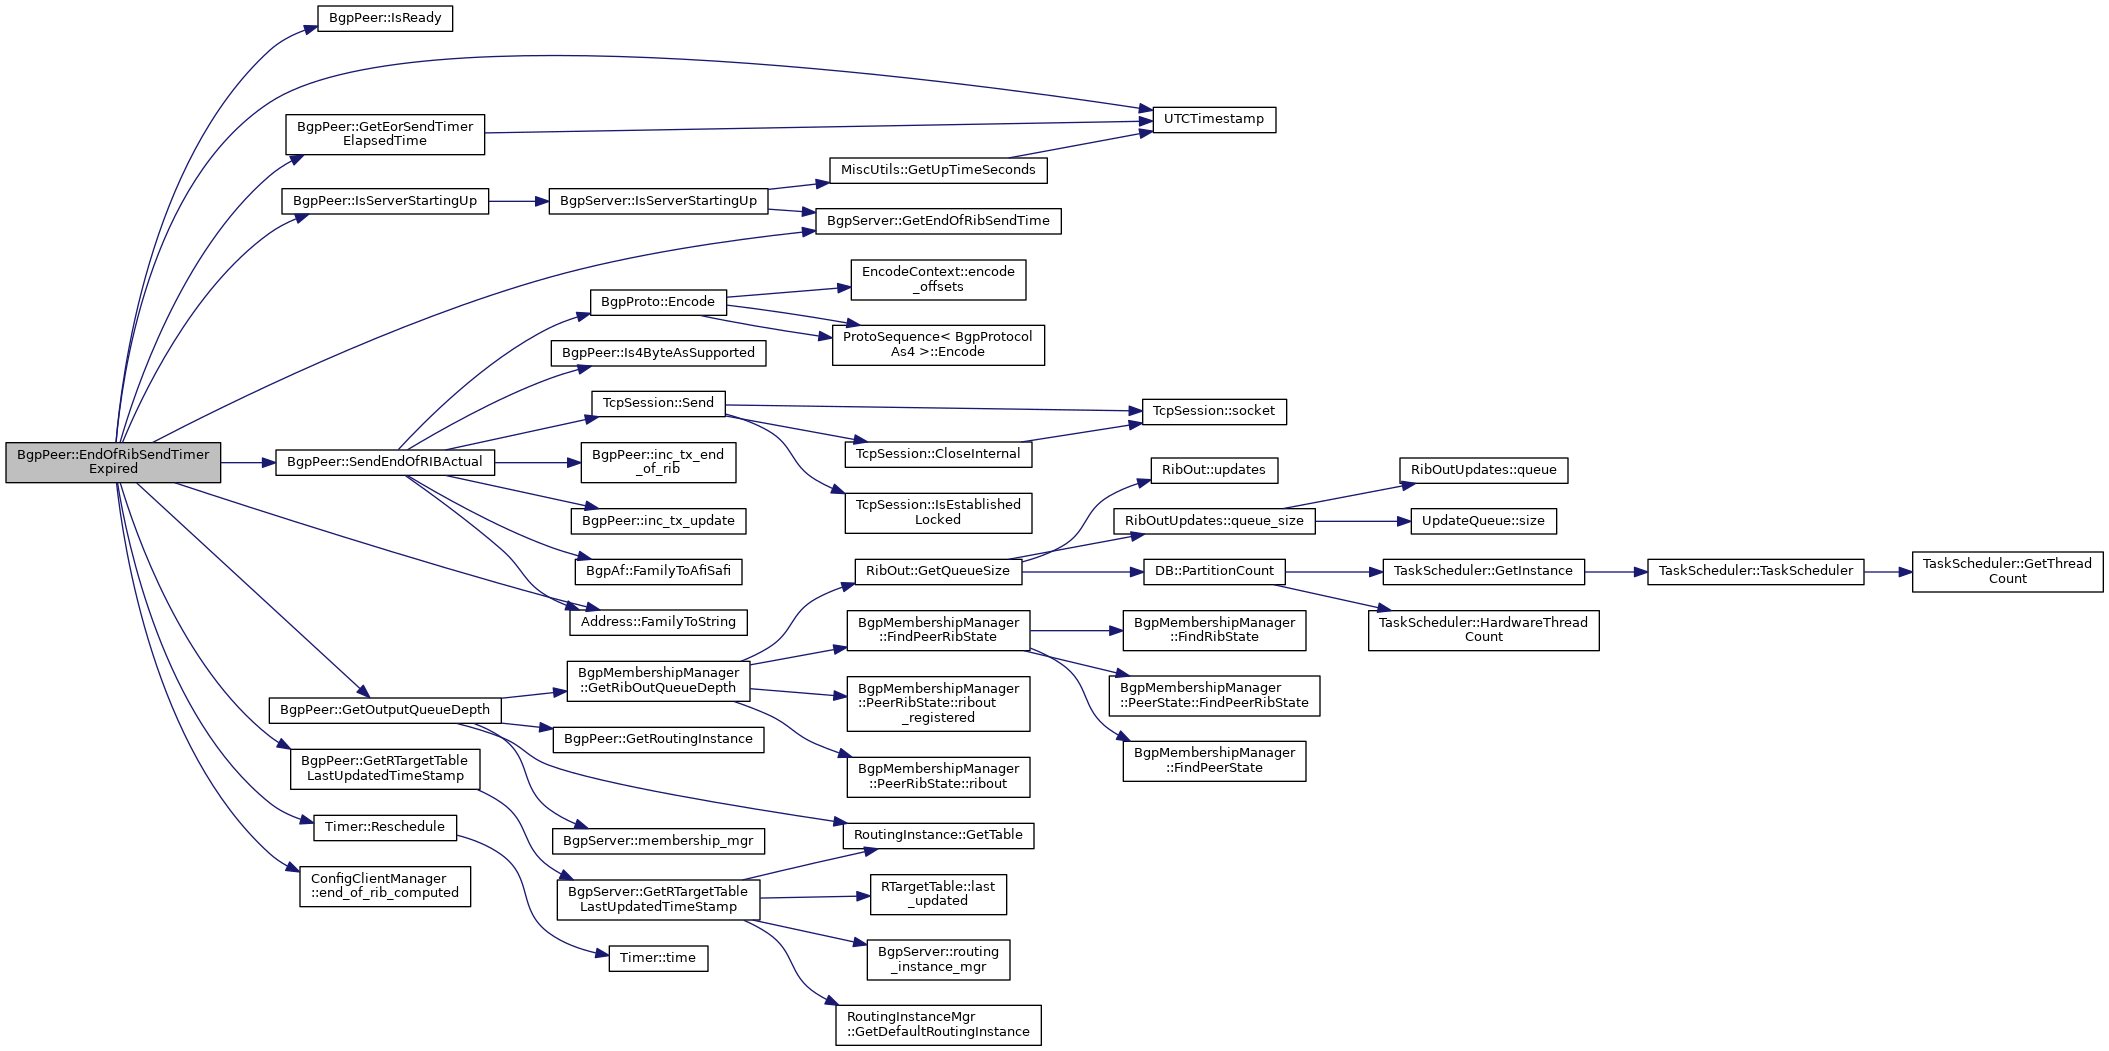 BgpPeer::IsReady
UTCTimestamp
BgpPeer::GetEorSendTimer
ElapsedTime
MiscUtils::GetUpTimeSeconds
BgpPeer::IsServerStartingUp
BgpServer::IsServerStartingUp
BgpServer::GetEndOfRibSendTime
EncodeContext::encode
_offsets
BgpProto::Encode
ProtoSequence< BgpProtocol
As4 >::Encode
BgpPeer::Is4ByteAsSupported
TcpSession::Send
TcpSession::socket
TcpSession::CloseInternal
BgpPeer::EndOfRibSendTimer
Expired
BgpPeer::SendEndOfRIBActual
BgpPeer::inc_tx_end
_of_rib
RibOut::updates
RibOutUpdates::queue
TcpSession::IsEstablished
Locked
BgpPeer::inc_tx_update
RibOutUpdates::queue_size
UpdateQueue::size
BgpAf::FamilyToAfiSafi
RibOut::GetQueueSize
DB::PartitionCount
TaskScheduler::GetInstance
TaskScheduler::TaskScheduler
TaskScheduler::GetThread
Count
Address::FamilyToString
BgpMembershipManager
::FindPeerRibState
BgpMembershipManager
::FindRibState
TaskScheduler::HardwareThread
Count
BgpMembershipManager
::GetRibOutQueueDepth
BgpMembershipManager
::PeerRibState::ribout
_registered
BgpMembershipManager
::PeerState::FindPeerRibState
BgpPeer::GetOutputQueueDepth
BgpPeer::GetRoutingInstance
BgpMembershipManager
::FindPeerState
BgpPeer::GetRTargetTable
LastUpdatedTimeStamp
BgpMembershipManager
::PeerRibState::ribout
Timer::Reschedule
BgpServer::membership_mgr
RoutingInstance::GetTable
ConfigClientManager
::end_of_rib_computed
BgpServer::GetRTargetTable
LastUpdatedTimeStamp
RTargetTable::last
_updated
Timer::time
BgpServer::routing
_instance_mgr
RoutingInstanceMgr
::GetDefaultRoutingInstance